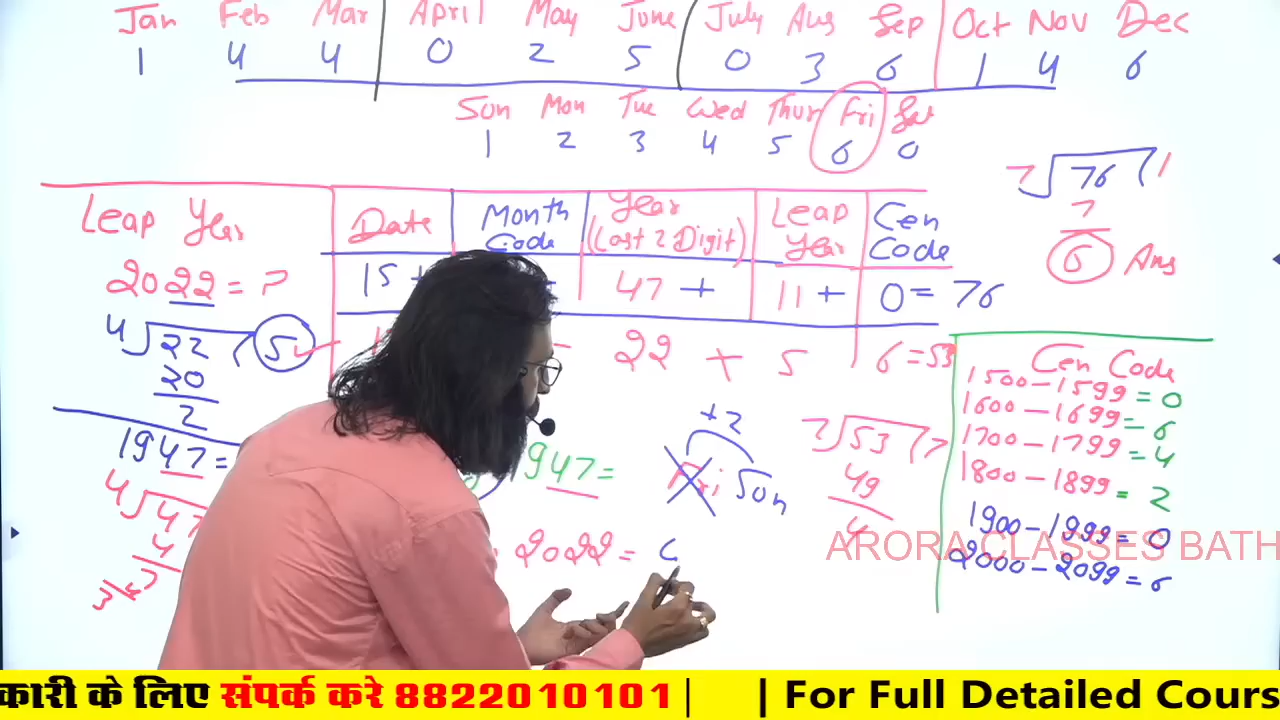 Jan Feb Mar April May June July Aug Sep Oct Nov Dec
1 4 4 0 2 5 0 3 6 1 4 6
Sun Mon Tue Wed Thur Fri Sat
1 2 3 4 5 6 0
7√76(1
7
6 Ans
Leap Year
2022 = ?
4√22(5
20
2
1947 =
4√47
4
3
Date Month Code Year (Last 2 Digit) Leap Year Cen Code
15 + 47 + 11 + 0 = 76
22 + 5 6 = 53
1947 =
+2
Fri Sun
7√53(7
49
4
2022 =
Cen Code
1500 - 1599 = 0
1600 - 1699 = 6
1700 - 1799 = 4
1800 - 1899 = 2
1900 - 1999 = 0
2000 - 2099 = 6
ARORA CLASSES BATH
कारी के लिए संपर्क करे 8822010101 | | For Full Detailed Cours